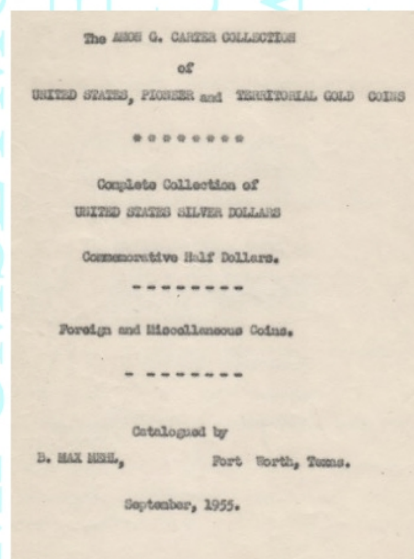 The AMON G. CARTER COLLECTION
of
UNITED STATES, PIONEER and TERRITORIAL GOLD COINS
* * * * * * * *
Complete Collection of
UNITED STATES SILVER DOLLARS
Commemorative Half Dollars.
- - - - - - - -
Foreign and Miscellaneous Coins.
- - - - - - - -
Catalogued by
B. MAX MEHL, Fort Worth, Texas.
September, 1955.